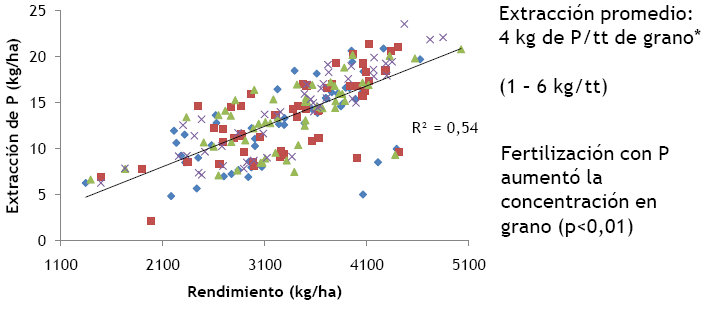 Extracción promedio:
4 kg de P/tt de grano*
(1 – 6 kg/tt)
Fertilización con P
aumentó la
concentración en
grano (p<0,01)
Extracción de P (kg/ha)
25
20
15
10
5
0
R² = 0,54
1100 2100 3100 4100 5100
Rendimiento (kg/ha)